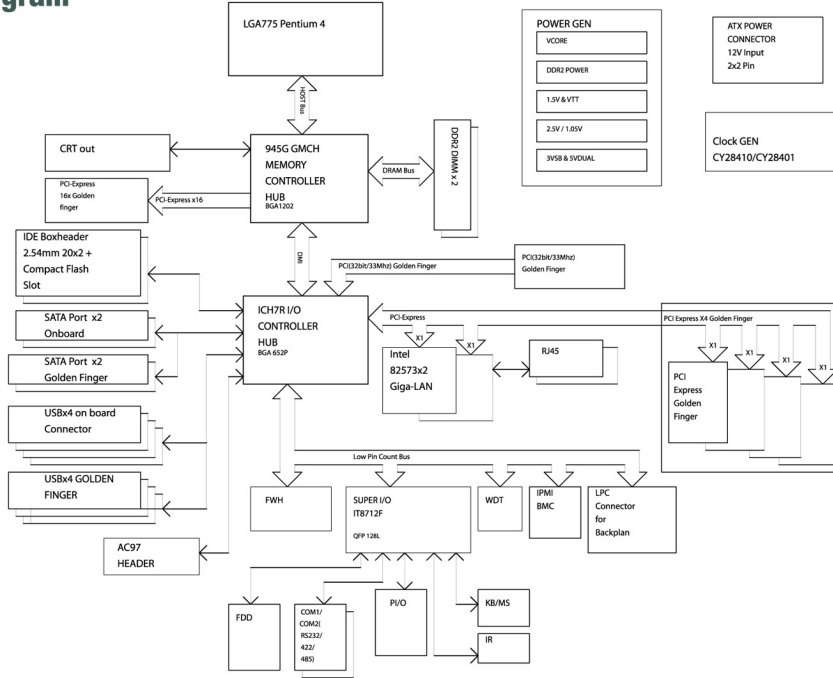 gram
LGA775 Pentium 4
POWER GEN
VCORE
DDR2 POWER
1.5V & VTT
2.5V / 1.05V
3VSB & SVDUAL
ATX POWER
CONNECTOR
12V Input
2x2 Pin
Clock GEN
CY28410/CY28401
HOST Bus
CRT out
945G GMCH
MEMORY
CONTROLLER
HUB
BGA1202
DRAM Bus
DDR2 DIMM x 2
PCI-Express
16x Golden
finger
PCI-Express x16
DMI
IDE Boxheader
2.54mm 20x2 +
Compact Flash
Slot
PCI(32bit/33Mhz) Golden Finger
PCI(32bit/33Mhz)
Golden Finger
SATA Port x2
Onboard
SATA Port x2
Golden Finger
ICH7R I/O
CONTROLLER
HUB
BGA 652P
PCI-Express
PCI Express X4 Golden Finger
X1
X1
X1
X1
X1
X1
Intel
82573x2
Giga-LAN
RJ45
PCI
Express
Golden
Finger
USBx4 on board
Connector
USBx4 GOLDEN
FINGER
Low Pin Count Bus
FWH
SUPER I/O
IT8712F
QFP 128L
WDT
IPMI
BMC
LPC
Connector
for
Backplan
AC97
HEADER
FDD
COM1/
COM2(
RS232/
422/
485)
PI/O
KB/MS
IR